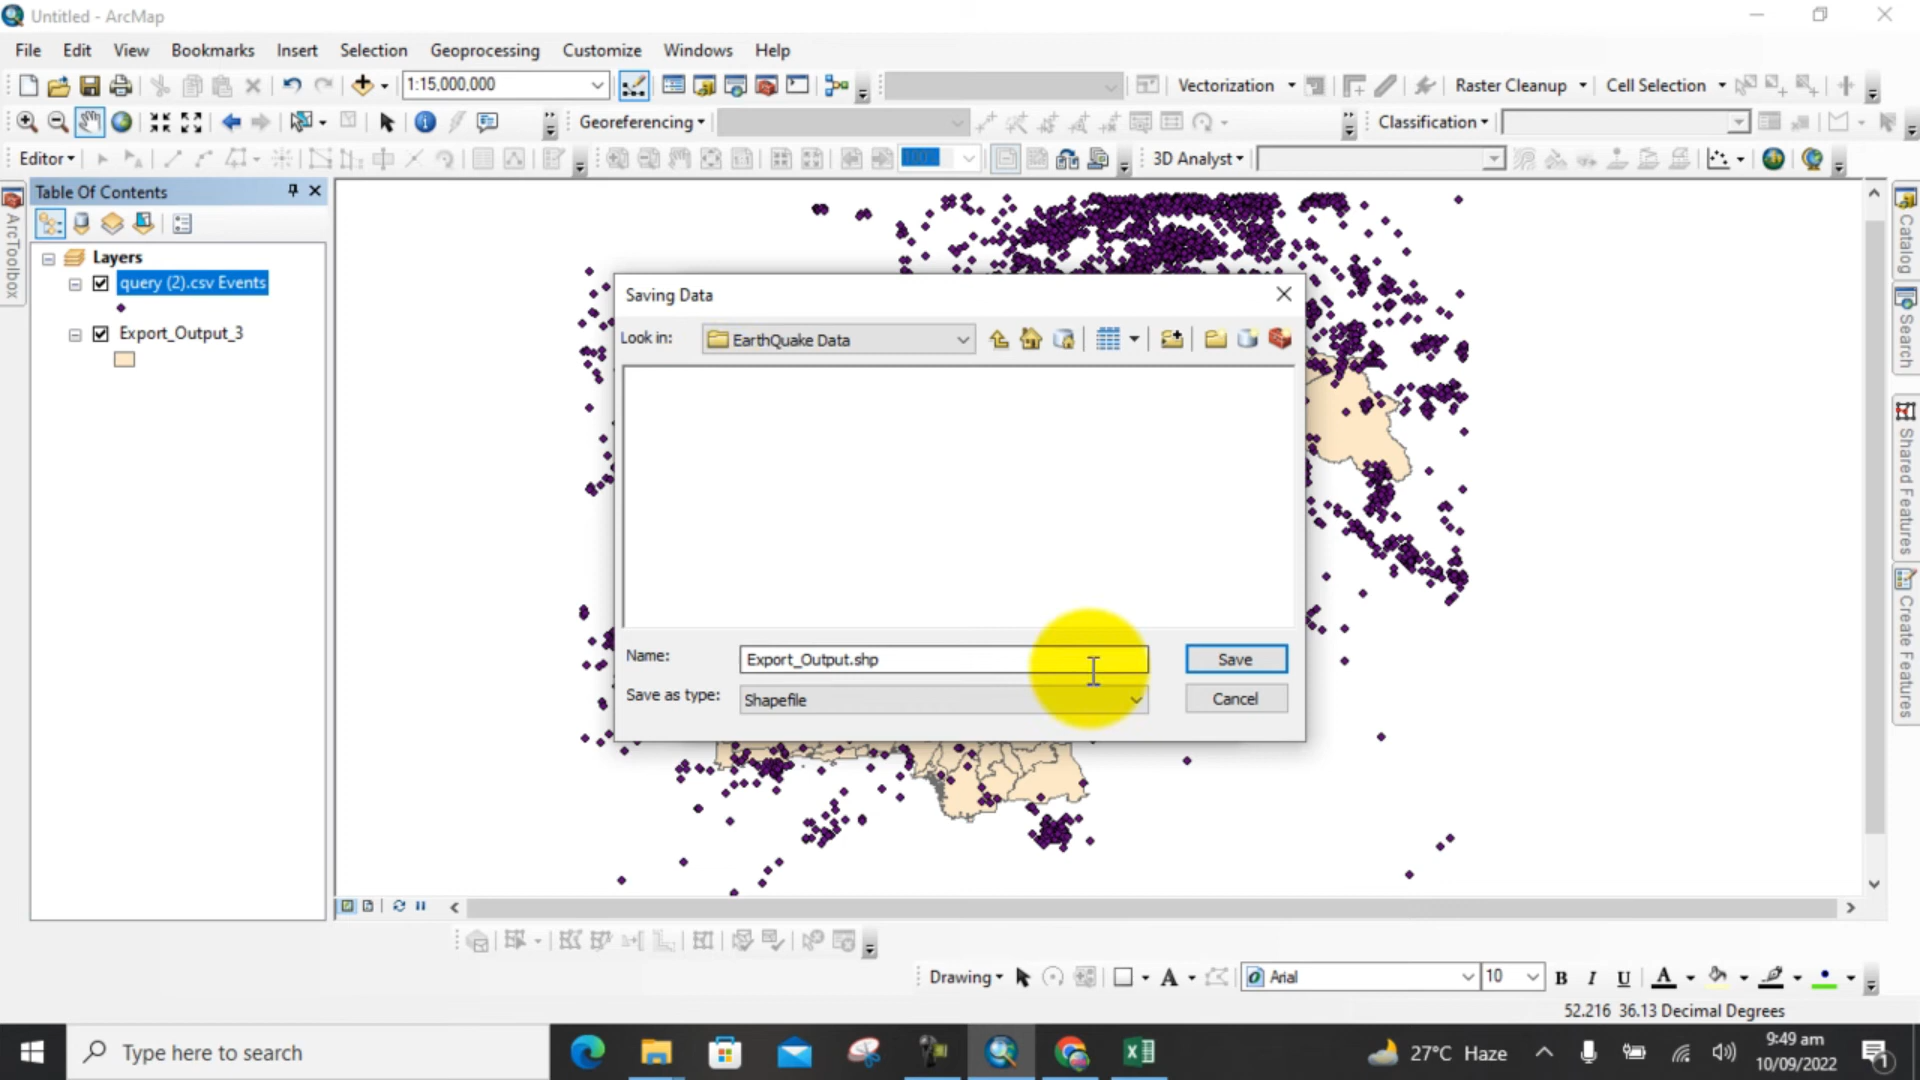 Untitled - ArcMap
File Edit View Bookmarks Insert Selection Geoprocessing Customize Windows Help
1:15,000,000 Vectorization Raster Cleanup Cell Selection
Georeferencing Classification
Editor 3D Analyst
Table Of Contents
Layers
query (2).csv Events
Export_Output_3
ArcToolbox
Saving Data
Look in: EarthQuake Data
Name: Export_Output.shp Save
Save as type: Shapefile Cancel
Catalog
Search
Shared Features
Create Features
Drawing A Arial 10 B I U A
52.216 36.13 Decimal Degrees
Type here to search
27°C Haze
9:49 am
10/09/2022
1